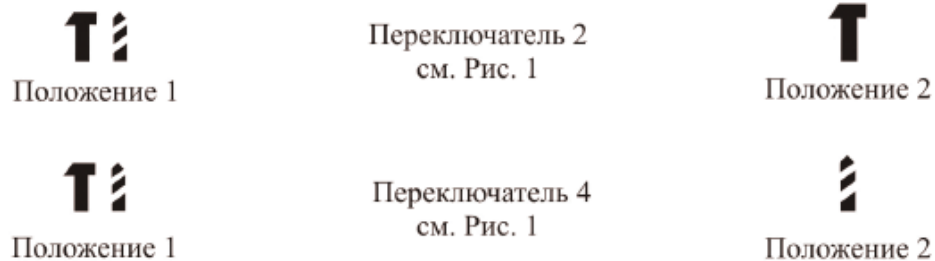 Переключатель 2
см. Рис. 1
Положение 1
Положение 2
Переключатель 4
см. Рис. 1
Положение 1
Положение 2